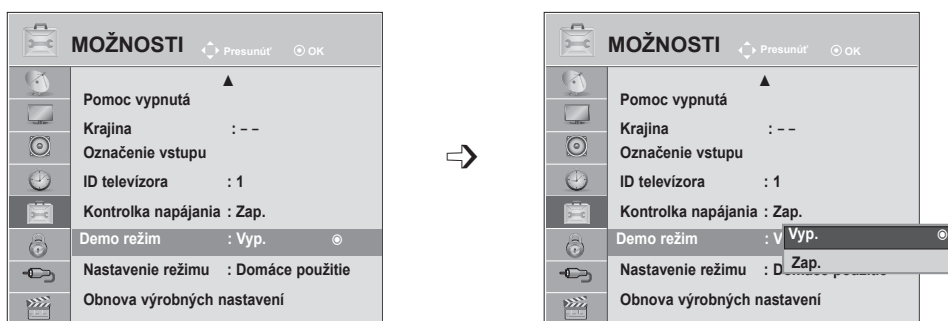 MOŽNOSTI Presunúť OK
Pomoc vypnutá
Krajina : – –
Označenie vstupu
ID televízora : 1
Kontrolka napájania : Zap.
Demo režim : Vyp.
Nastavenie režimu : Domáce použitie
Obnova výrobných nastavení
MOŽNOSTI Presunúť OK
Pomoc vypnutá
Krajina : – –
Označenie vstupu
ID televízora : 1
Kontrolka napájania : Zap.
Demo režim : V Vyp.
Zap.
Nastavenie režimu : Domáce použitie
Obnova výrobných nastavení